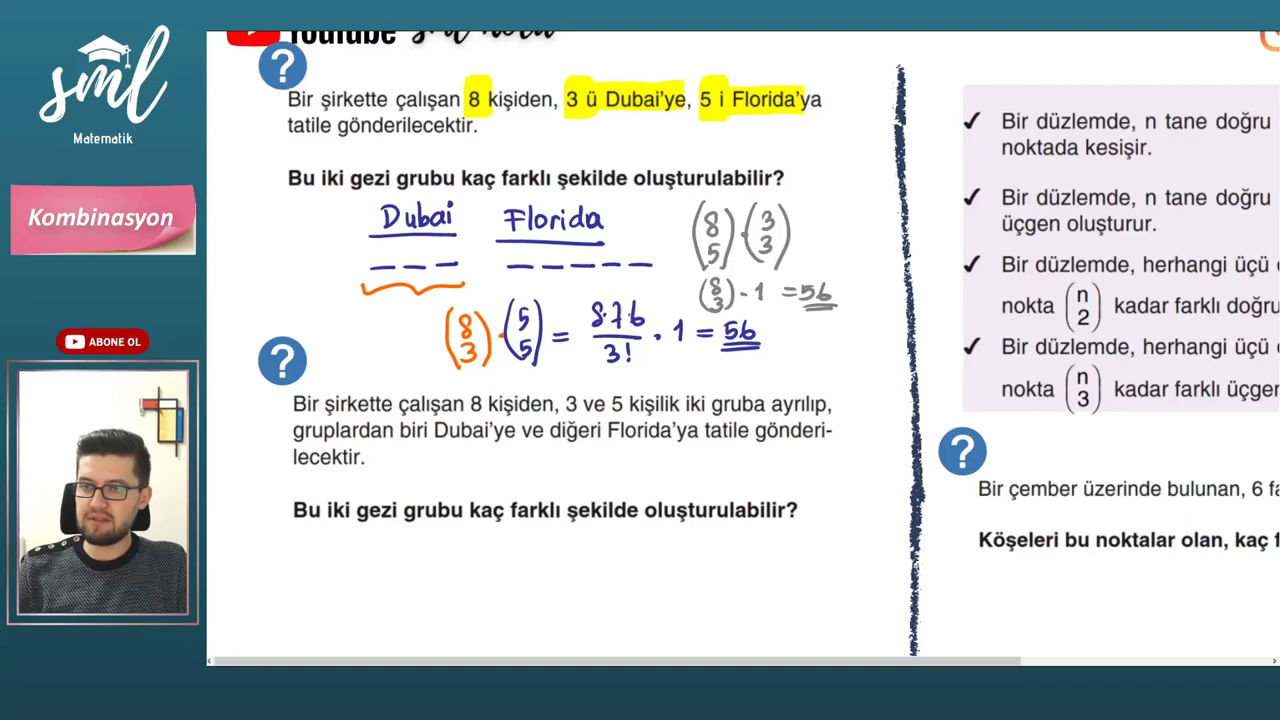 sml
Matematik
Kombinasyon
ABONE OL
YouTube sml hoca
Bir şirkette çalışan 8 kişiden, 3 ü Dubai’ye, 5 i Florida’ya
tatile gönderilecektir.
Bu iki gezi grubu kaç farklı şekilde oluşturulabilir?
Dubai Florida
(8 5) . (3 3)
(8 3) . 1 = 56
(8 3) . (5 5) = 8.7.6 / 3! . 1 = 56
Bir şirkette çalışan 8 kişiden, 3 ve 5 kişilik iki gruba ayrılıp,
gruplardan biri Dubai’ye ve diğeri Florida’ya tatile gönderi-
lecektir.
Bu iki gezi grubu kaç farklı şekilde oluşturulabilir?
✓ Bir düzlemde, n tane doğru
noktada kesişir.
✓ Bir düzlemde, n tane doğru
üçgen oluşturur.
✓ Bir düzlemde, herhangi üçü
nokta (n 2) kadar farklı doğru
✓ Bir düzlemde, herhangi üçü
nokta (n 3) kadar farklı üçgen
Bir çember üzerinde bulunan, 6 fa
Köşeleri bu noktalar olan, kaç f